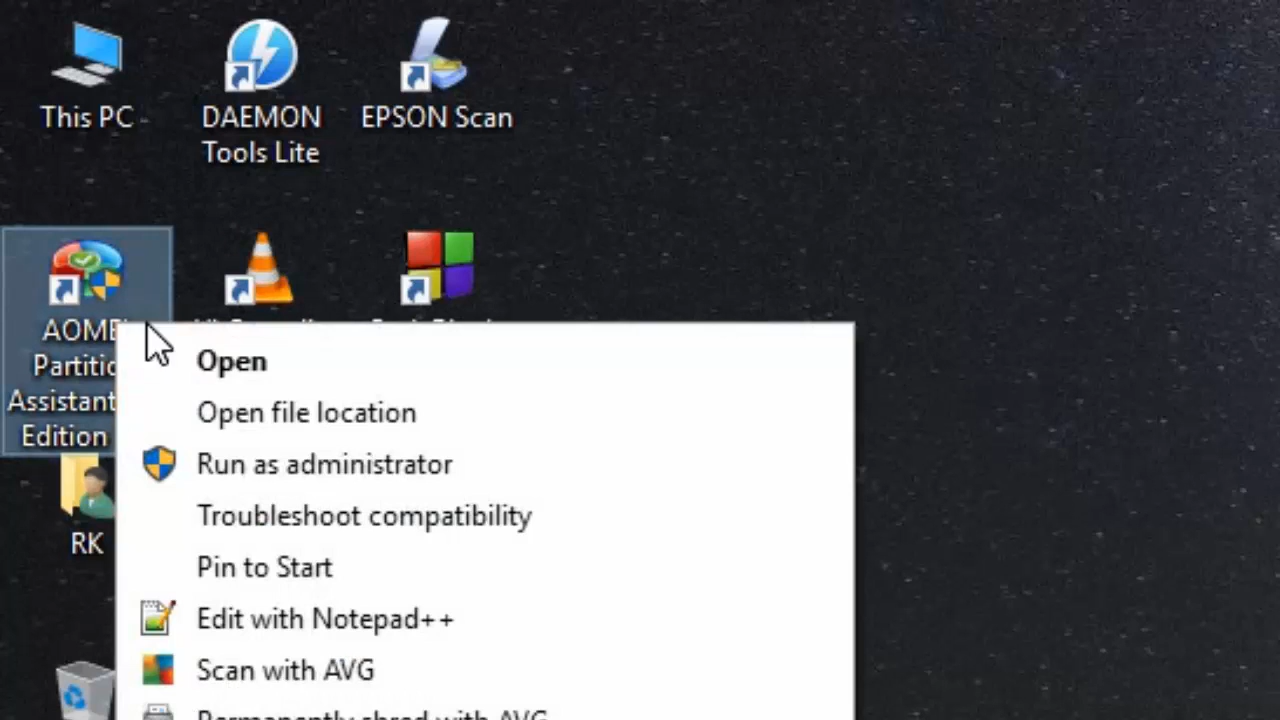 This PC
DAEMON
Tools Lite
EPSON Scan
AOMEI
Partitio
Assistant
Edition
RK
Open
Open file location
Run as administrator
Troubleshoot compatibility
Pin to Start
Edit with Notepad++
Scan with AVG
Permanently shred with AVG